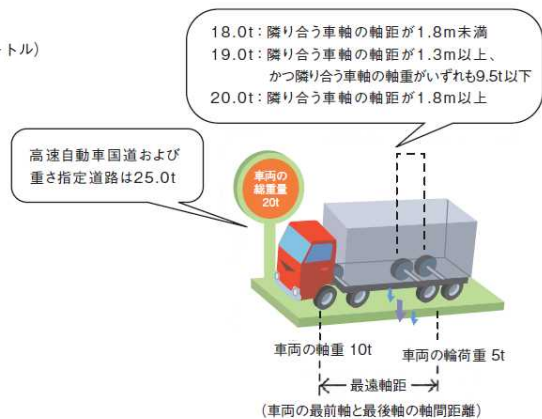 トル)
18.0t：隣り合う車軸の軸距が1.8m未満
19.0t：隣り合う車軸の軸距が1.3m以上、
かつ隣り合う車軸の軸重がいずれも9.5t以下
20.0t：隣り合う車軸の軸距が1.8m以上
高速自動車国道および
重さ指定道路は25.0t
車両の
総重量
20t
車両の軸重 10t
車両の輪荷重 5t
最遠軸距
(車両の最前軸と最後軸の軸間距離)